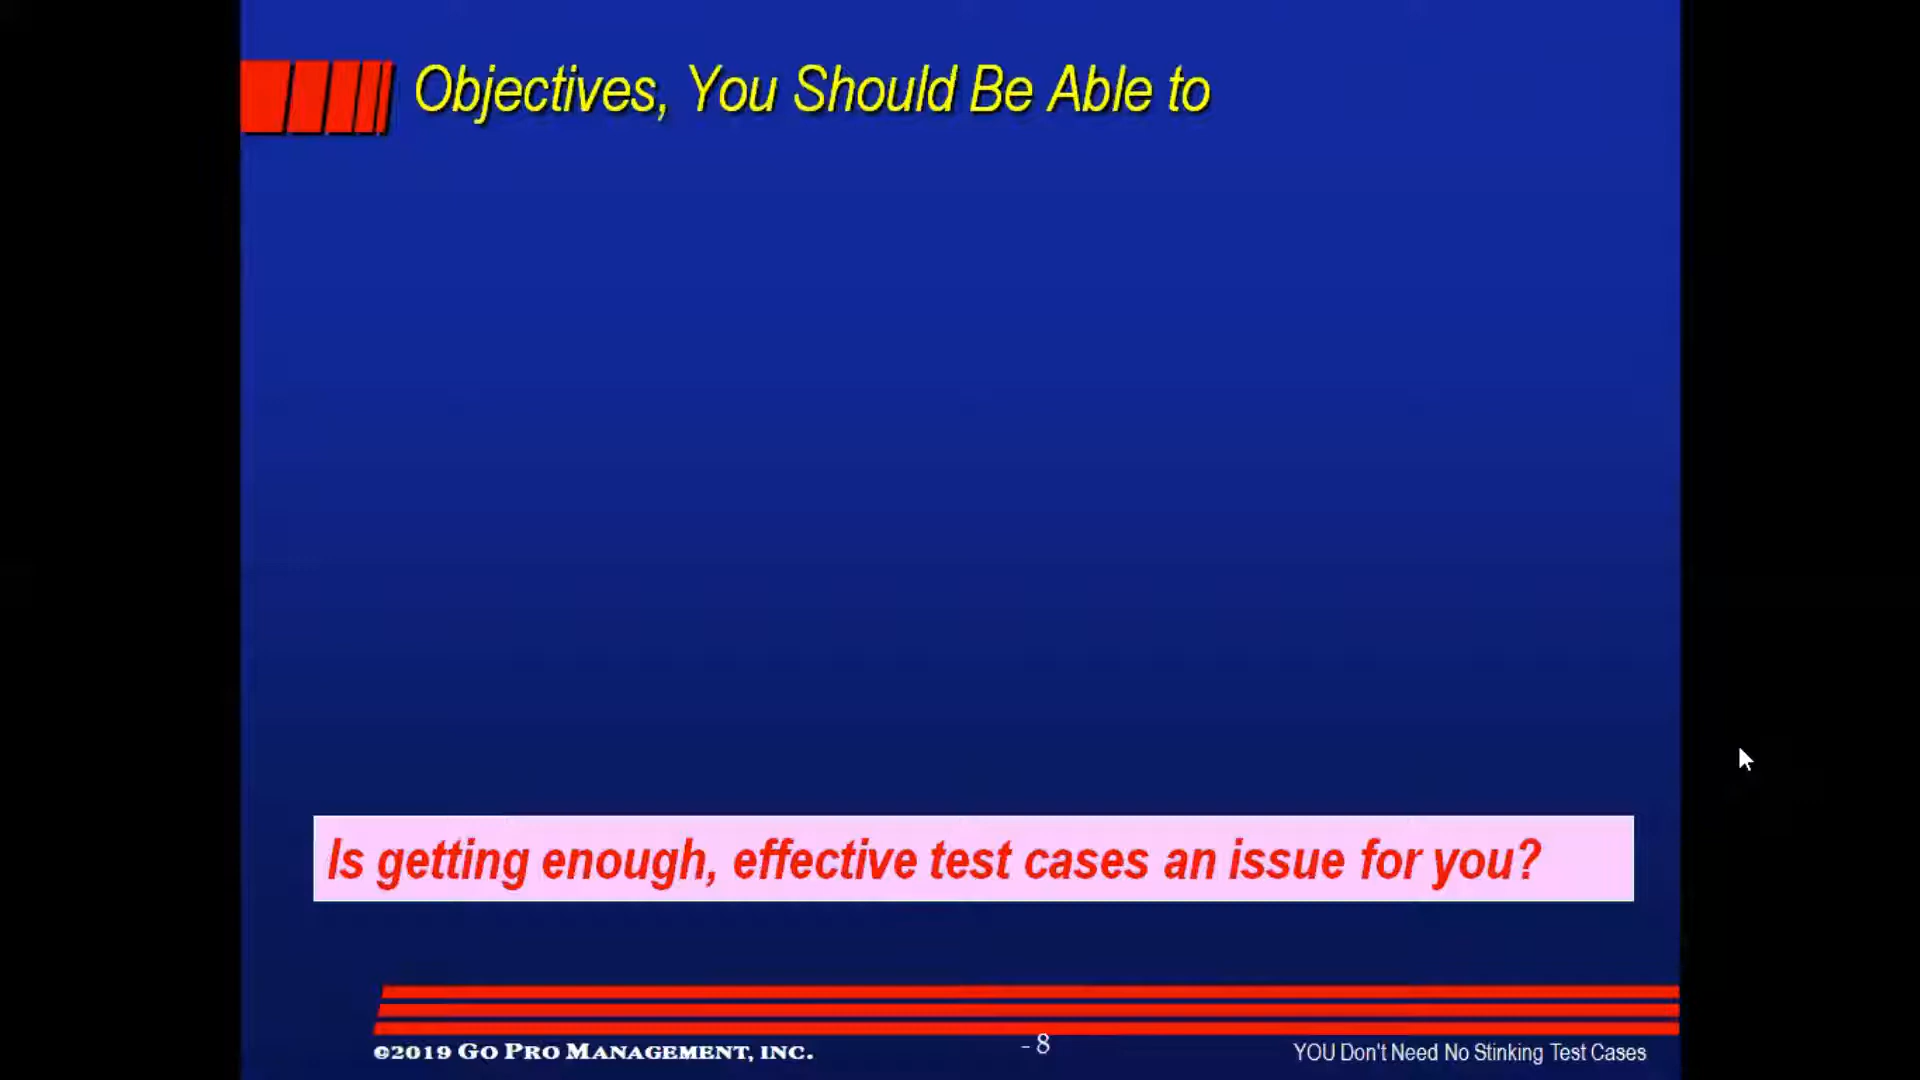 Objectives, You Should Be Able to
Is getting enough, effective test cases an issue for you?
©2019 GO PRO MANAGEMENT, INC.
- 8
YOU Don't Need No Stinking Test Cases